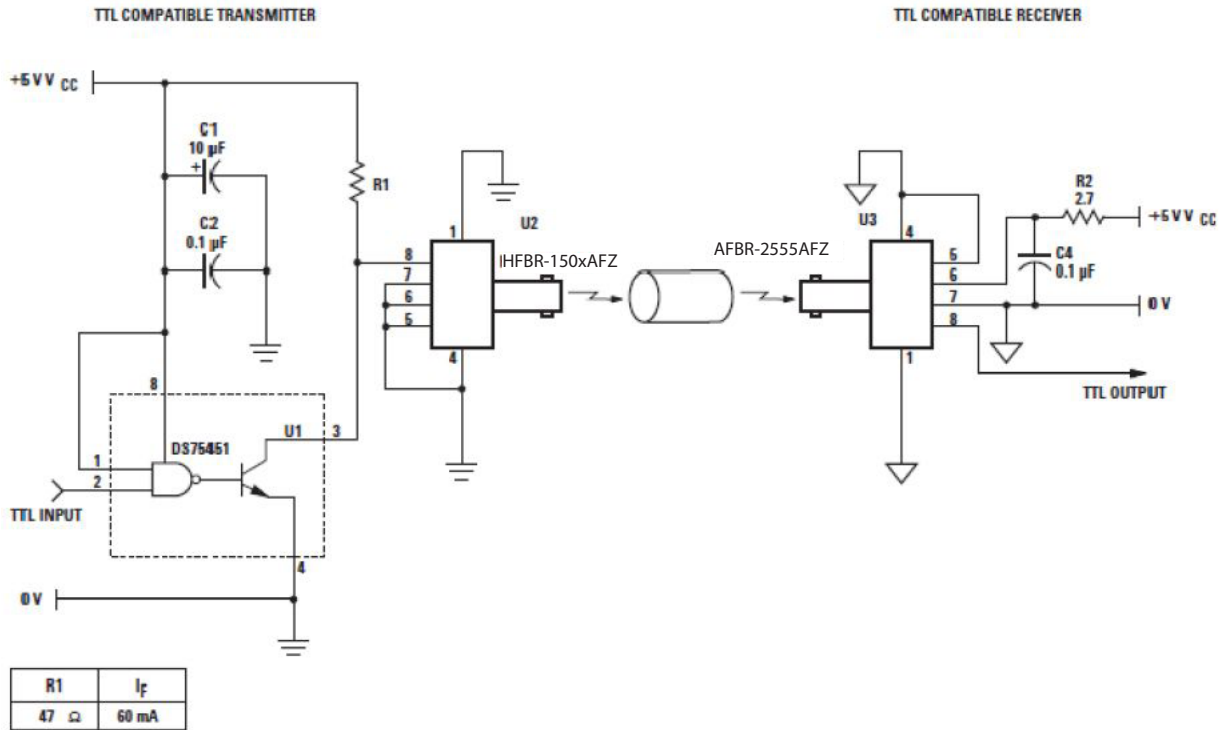 TTL COMPATIBLE TRANSMITTER
TTL COMPATIBLE RECEIVER
+5 V V CC
C1
10 µF
+
C2
0.1 µF
R1
1
U2
8
7
6
5
4
HFBR-150xAFZ
AFBR-2555AFZ
U3
4
5
6
7
8
1
R2
2.7
+5 V V CC
C4
0.1 µF
0 V
TTL OUTPUT
8
U1
3
DS75451
1
2
TTL INPUT
4
0 V
R1 IF
47 Ω 60 mA